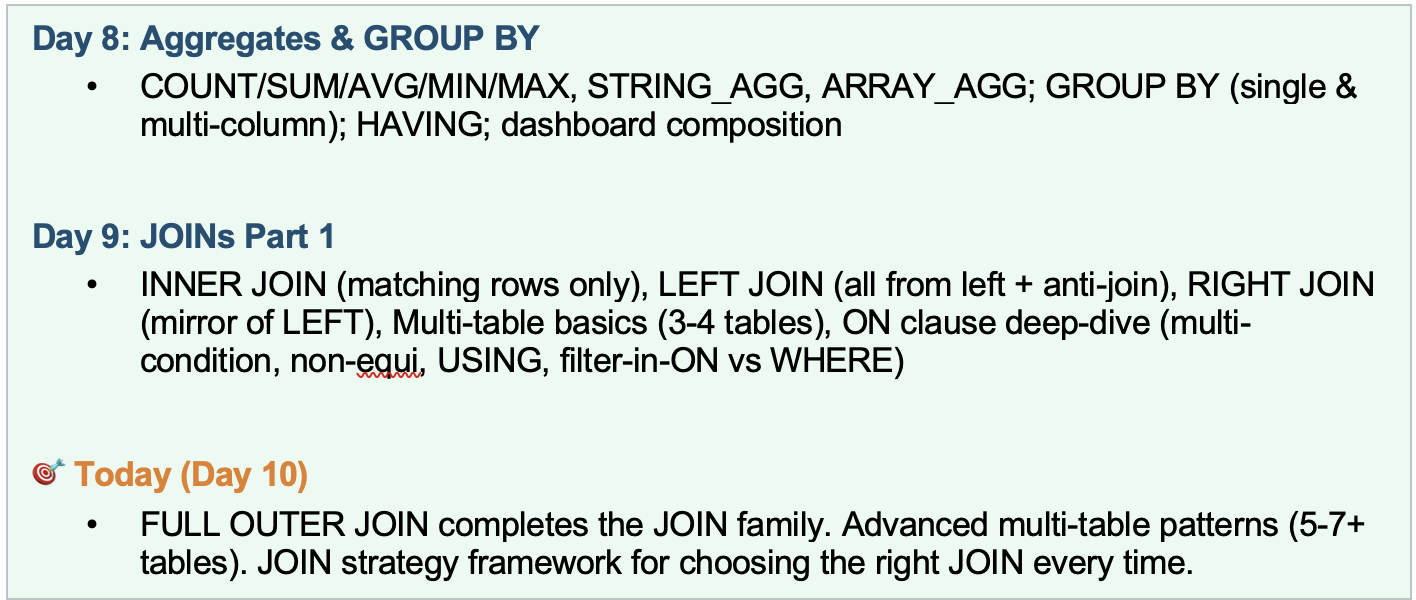 Day 8: Aggregates & GROUP BY
• COUNT/SUM/AVG/MIN/MAX, STRING_AGG, ARRAY_AGG; GROUP BY (single &
multi-column); HAVING; dashboard composition
Day 9: JOINs Part 1
• INNER JOIN (matching rows only), LEFT JOIN (all from left + anti-join), RIGHT JOIN
(mirror of LEFT), Multi-table basics (3-4 tables), ON clause deep-dive (multi-
condition, non-equi, USING, filter-in-ON vs WHERE)
🎯 Today (Day 10)
• FULL OUTER JOIN completes the JOIN family. Advanced multi-table patterns (5-7+
tables). JOIN strategy framework for choosing the right JOIN every time.